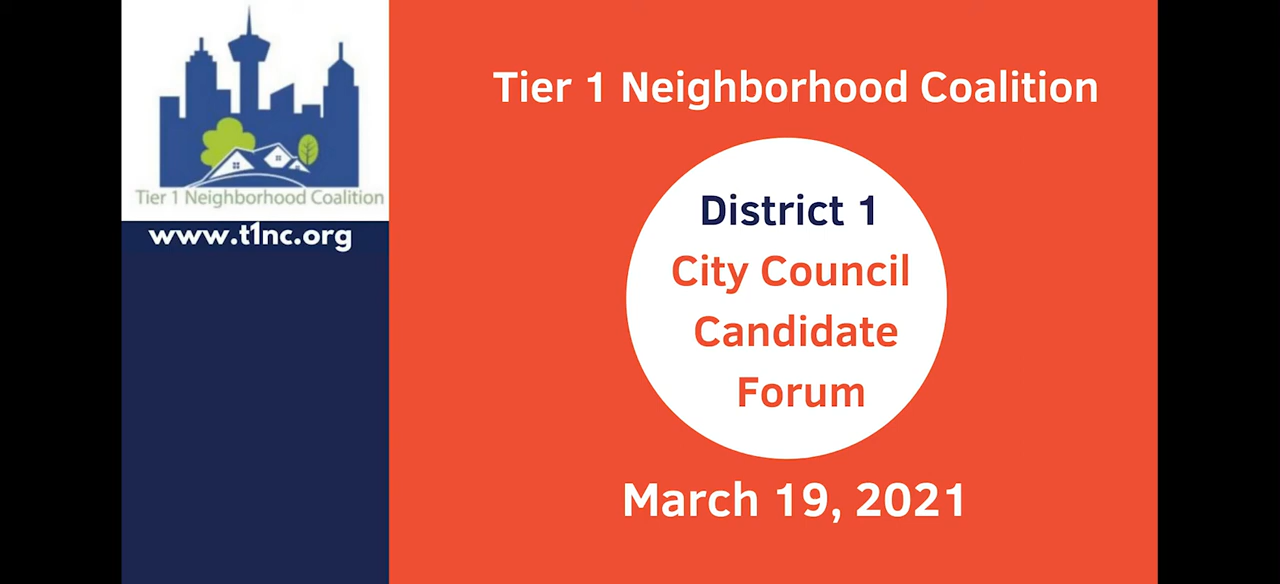 Tier 1 Neighborhood Coalition
www.t1nc.org
Tier 1 Neighborhood Coalition
District 1
City Council
Candidate
Forum
March 19, 2021